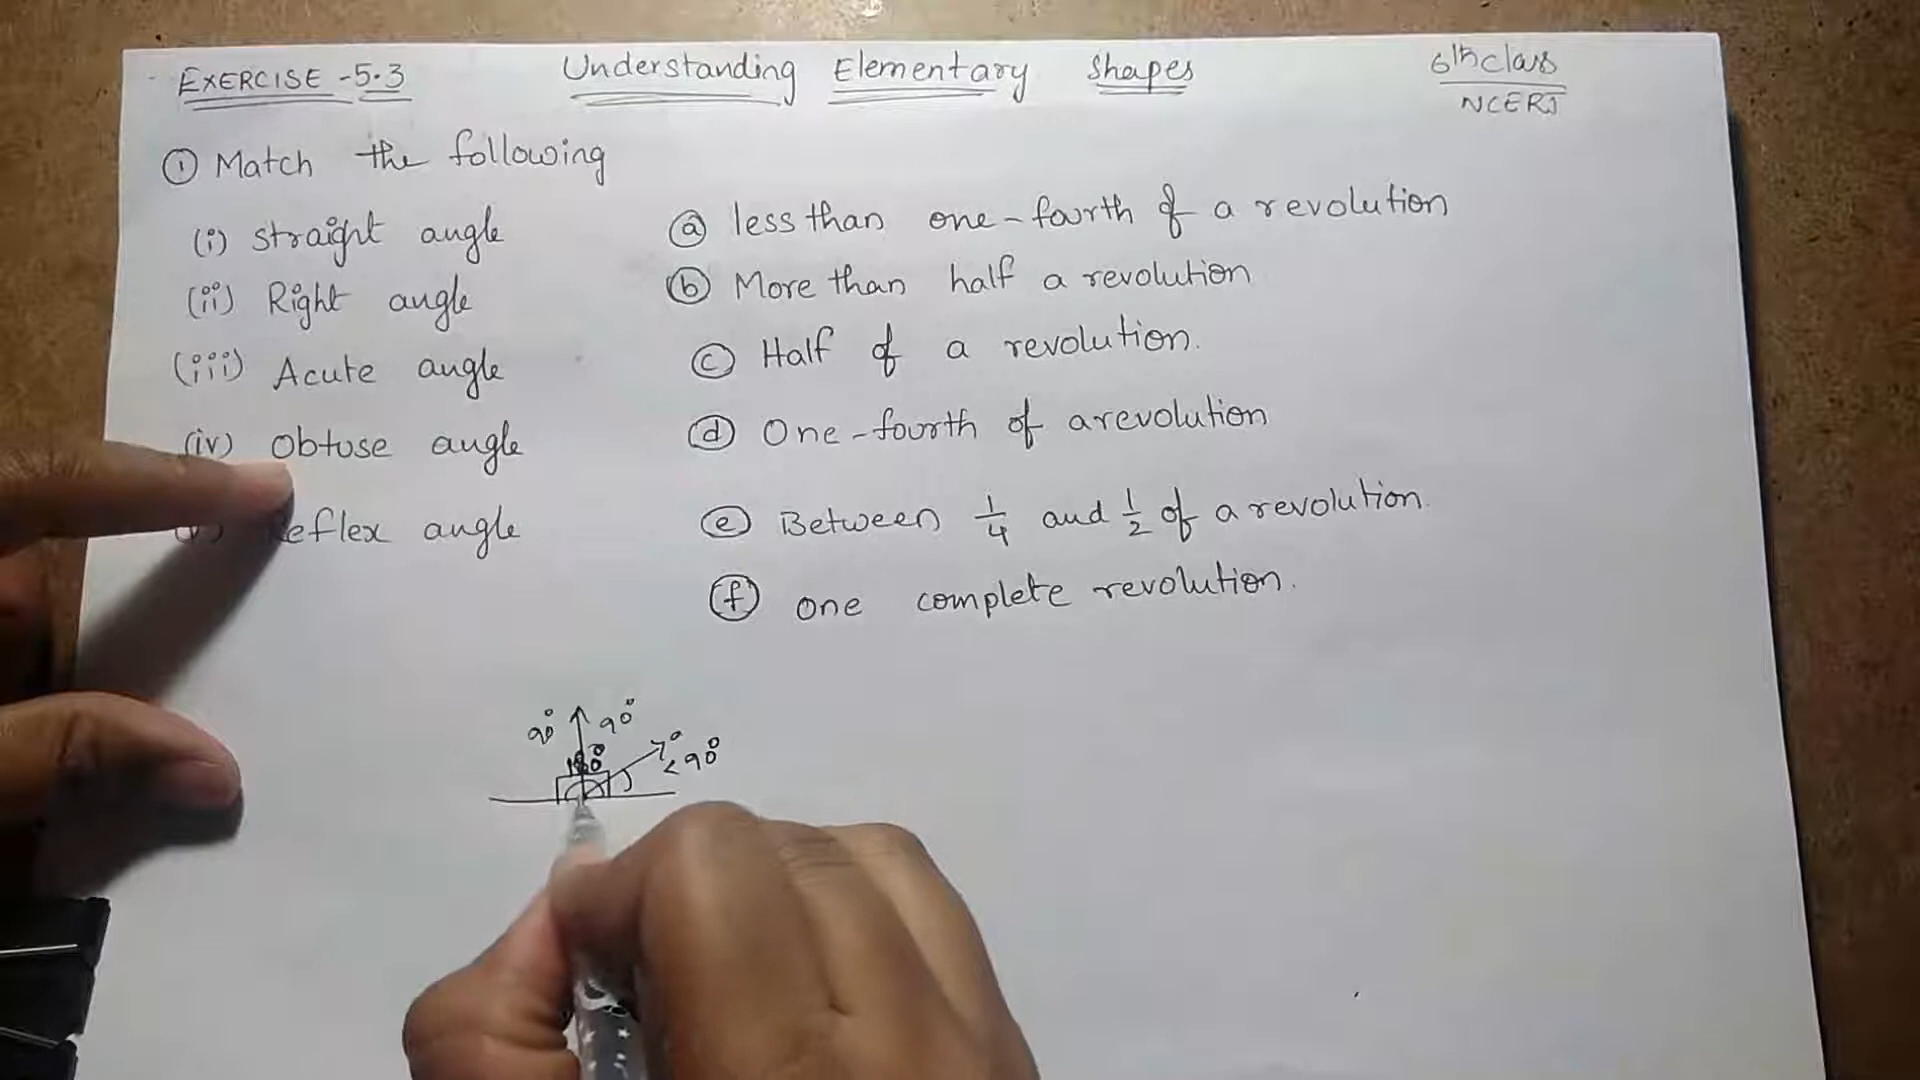 EXERCISE -5.3
Understanding Elementary Shapes
6th class
NCERT
① Match the following
(i) straight angle
(ii) Right angle
(iii) Acute angle
(iv) Obtuse angle
(v) Reflex angle
ⓐ less than one-fourth of a revolution
ⓑ More than half a revolution
ⓒ Half of a revolution.
ⓓ One-fourth of a revolution
ⓔ Between 1/4 and 1/2 of a revolution.
ⓕ one complete revolution.
90° 90°
180° <90°